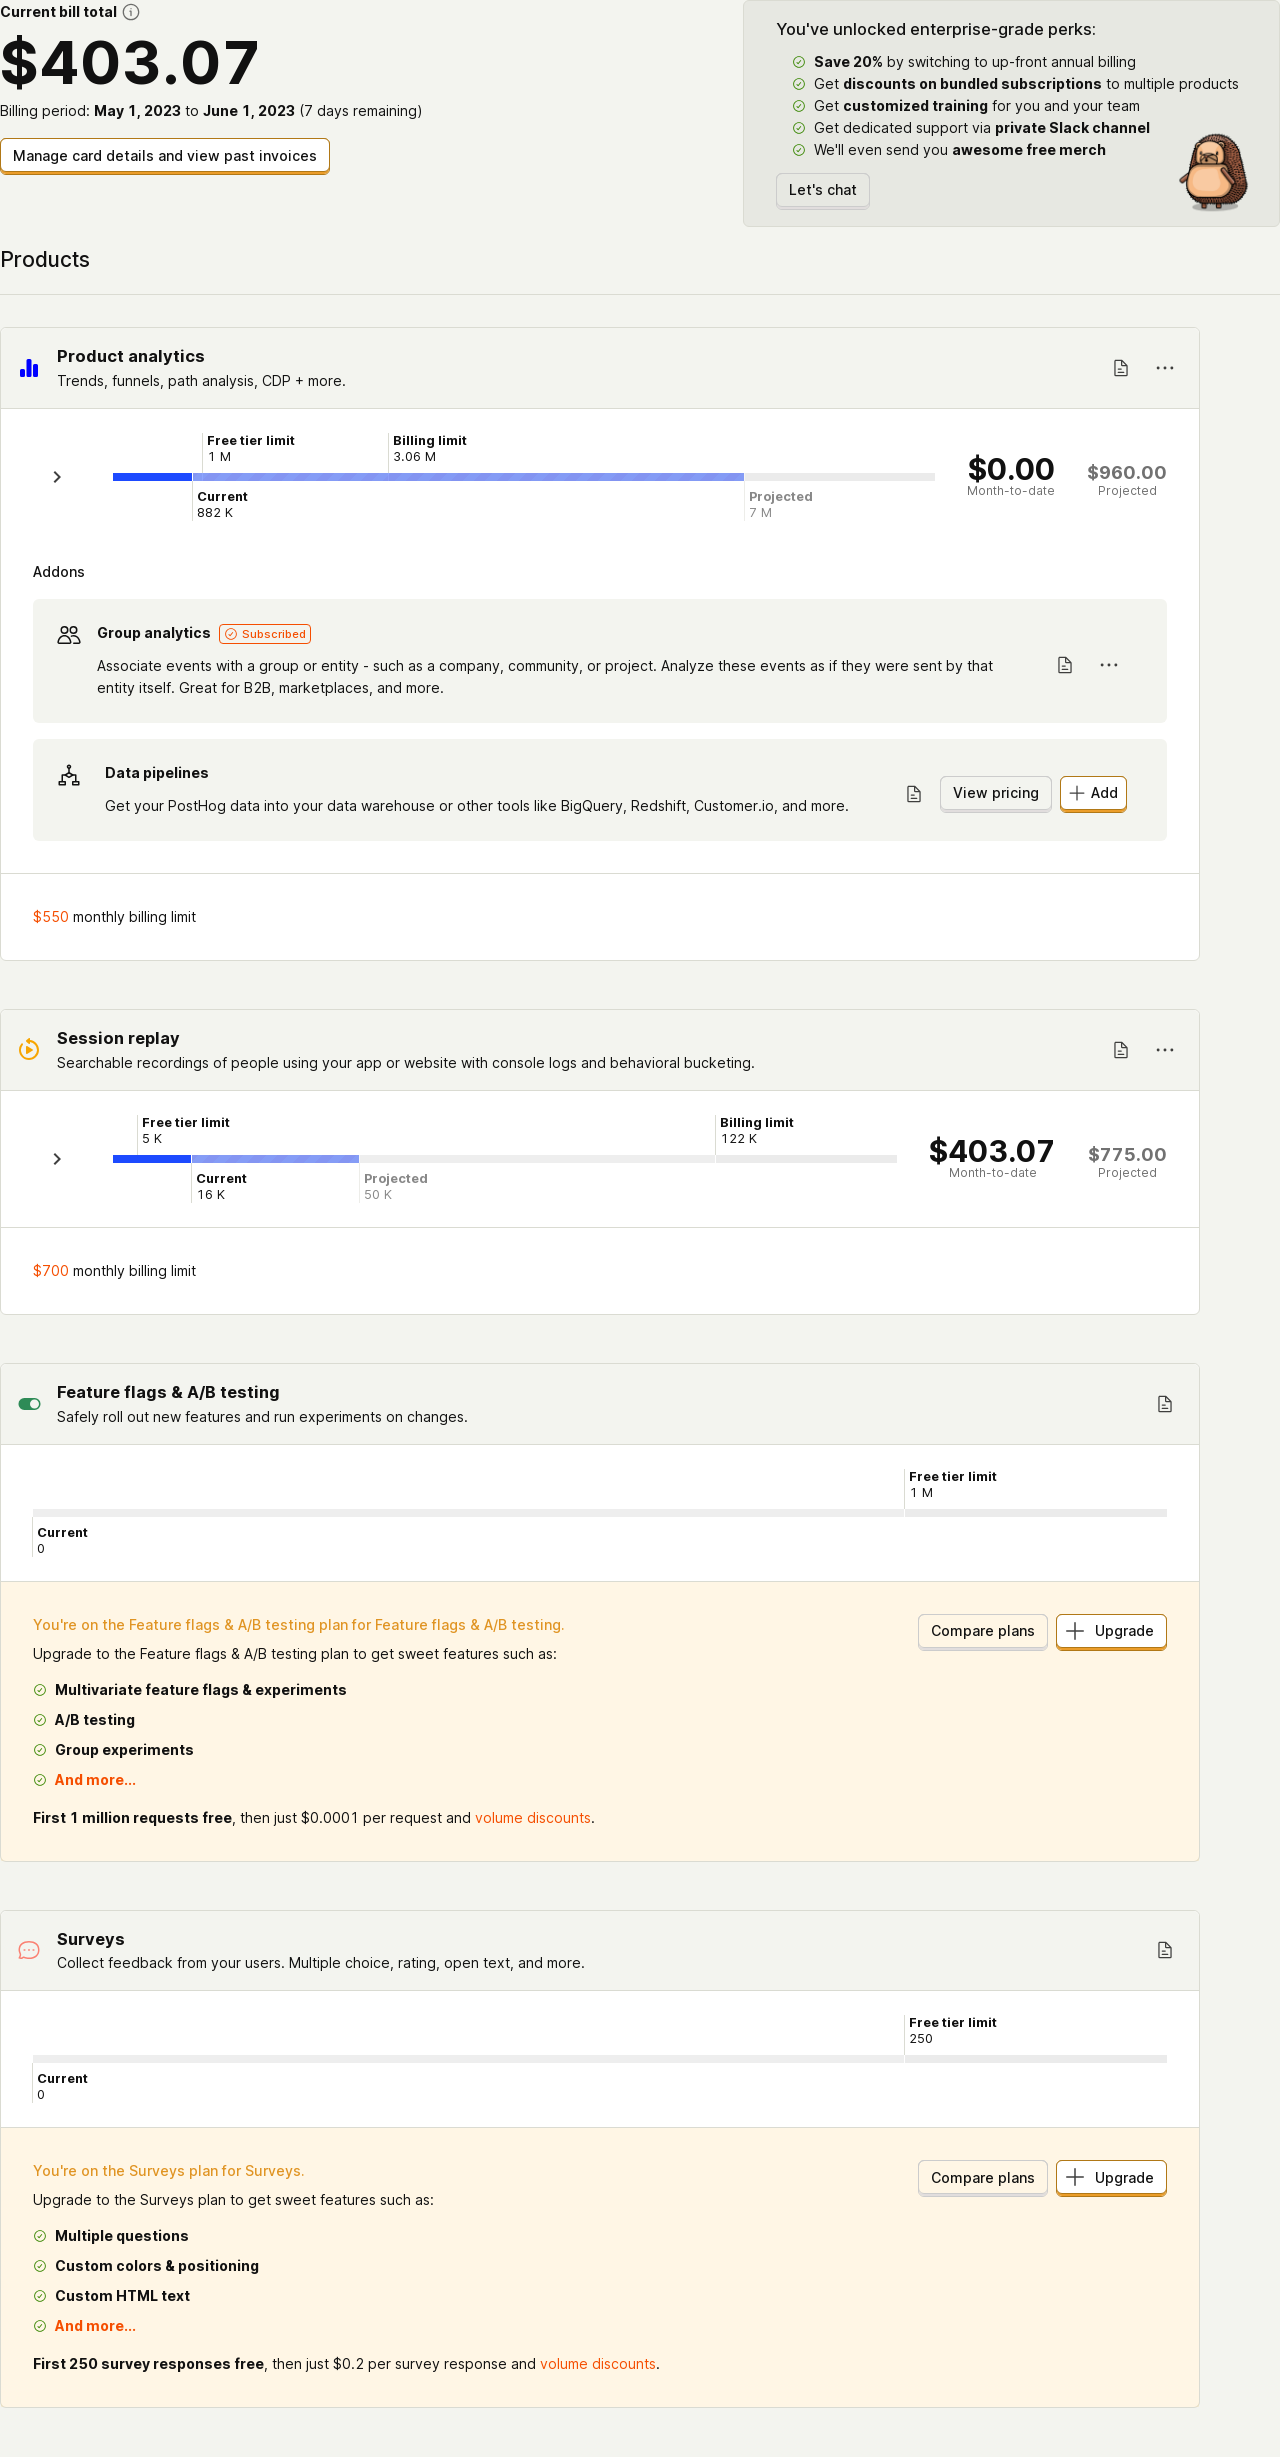 Current bill total
$403.07
Billing period: May 1, 2023 to June 1, 2023 (7 days remaining)
Manage card details and view past invoices
You've unlocked enterprise-grade perks:
Save 20% by switching to up-front annual billing
Get discounts on bundled subscriptions to multiple products
Get customized training for you and your team
Get dedicated support via private Slack channel
We'll even send you awesome free merch
Let's chat
Products
Product analytics
Trends, funnels, path analysis, CDP + more.
Free tier limit
1 M
Billing limit
3.06 M
Current
882 K
Projected
7 M
$0.00
Month-to-date
$960.00
Projected
Addons
Group analytics
Subscribed
Associate events with a group or entity - such as a company, community, or project. Analyze these events as if they were sent by that
entity itself. Great for B2B, marketplaces, and more.
Data pipelines
Get your PostHog data into your data warehouse or other tools like BigQuery, Redshift, Customer.io, and more.
View pricing
Add
$550 monthly billing limit
Session replay
Searchable recordings of people using your app or website with console logs and behavioral bucketing.
Free tier limit
5 K
Billing limit
122 K
Current
16 K
Projected
50 K
$403.07
Month-to-date
$775.00
Projected
$700 monthly billing limit
Feature flags & A/B testing
Safely roll out new features and run experiments on changes.
Free tier limit
1 M
Current
0
You're on the Feature flags & A/B testing plan for Feature flags & A/B testing.
Upgrade to the Feature flags & A/B testing plan to get sweet features such as:
Compare plans
Upgrade
Multivariate feature flags & experiments
A/B testing
Group experiments
And more...
First 1 million requests free, then just $0.0001 per request and volume discounts.
Surveys
Collect feedback from your users. Multiple choice, rating, open text, and more.
Free tier limit
250
Current
0
You're on the Surveys plan for Surveys.
Upgrade to the Surveys plan to get sweet features such as:
Compare plans
Upgrade
Multiple questions
Custom colors & positioning
Custom HTML text
And more...
First 250 survey responses free, then just $0.2 per survey response and volume discounts.